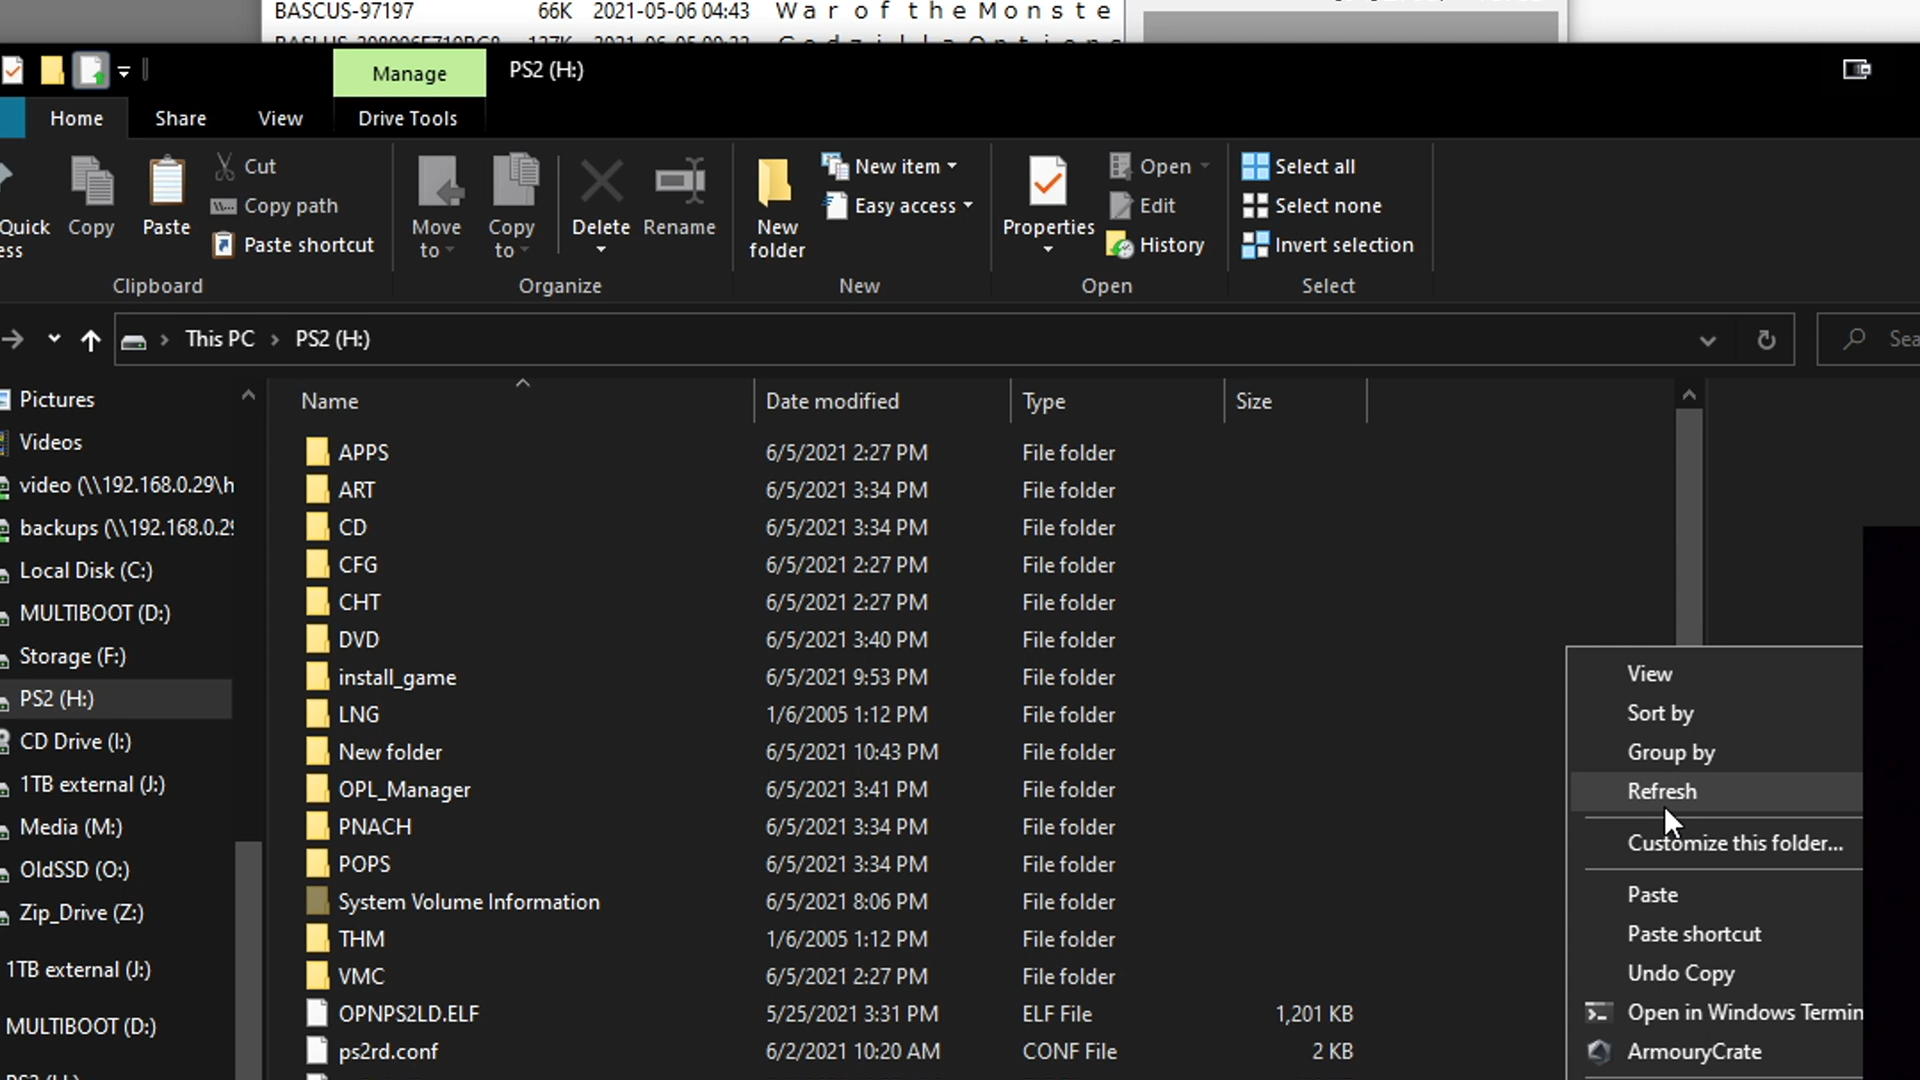 BASCUS-97197 66K 2021-05-06 04:43 War of the Monste
Manage PS2 (H:)
Home Share View Drive Tools
Cut
New item Open Select all
Copy path Easy access Edit Select none
Quick Copy Paste Move Copy Delete Rename New Properties
ess Paste shortcut to to folder History Invert selection
Clipboard Organize New Open Select
This PC > PS2 (H:) Sea
Pictures Name Date modified Type Size
Videos APPS 6/5/2021 2:27 PM File folder
video (\\192.168.0.29\h ART 6/5/2021 3:34 PM File folder
backups (\\192.168.0.29 CD 6/5/2021 3:34 PM File folder
Local Disk (C:) CFG 6/5/2021 2:27 PM File folder
MULTIBOOT (D:) CHT 6/5/2021 2:27 PM File folder
Storage (F:) DVD 6/5/2021 3:40 PM File folder
PS2 (H:) install_game 6/5/2021 9:53 PM File folder
View
LNG 1/6/2005 1:12 PM File folder Sort by
CD Drive (I:) New folder 6/5/2021 10:43 PM File folder Group by
1TB external (J:) OPL_Manager 6/5/2021 3:41 PM File folder Refresh
Media (M:) PNACH 6/5/2021 3:34 PM File folder Customize this folder...
OldSSD (O:) POPS 6/5/2021 3:34 PM File folder
Zip_Drive (Z:) System Volume Information 6/5/2021 8:06 PM File folder Paste
THM 1/6/2005 1:12 PM File folder Paste shortcut
1TB external (J:) VMC 6/5/2021 2:27 PM File folder Undo Copy
MULTIBOOT (D:) OPNPS2LD.ELF 5/25/2021 3:31 PM ELF File 1,201 KB Open in Windows Termin
ps2rd.conf 6/2/2021 10:20 AM CONF File 2 KB ArmouryCrate